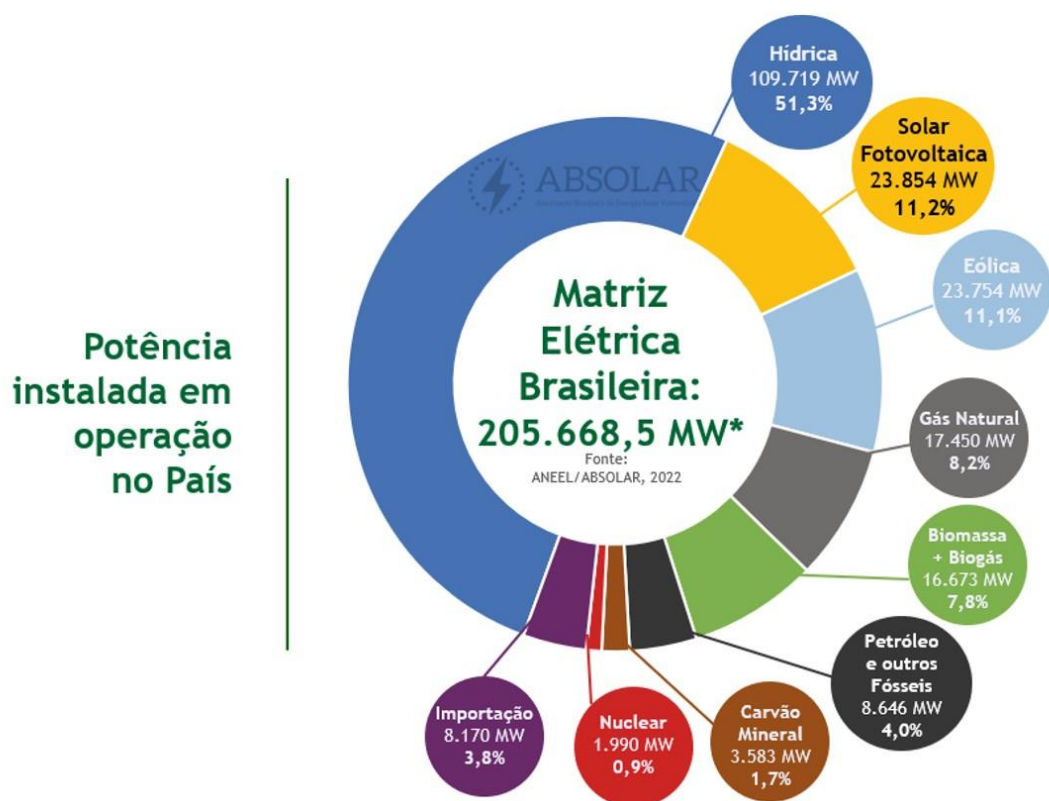 Potência
instalada em
operação
no País
ABSOLAR
Matriz
Elétrica
Brasileira:
205.668,5 MW*
Fonte:
ANEEL/ABSOLAR, 2022
Hídrica
109.719 MW
51,3%
Solar
Fotovoltaica
23.854 MW
11,2%
Eólica
23.754 MW
11,1%
Gás Natural
17.450 MW
8,2%
Biomassa
+ Biogás
16.673 MW
7,8%
Petróleo
e outros
Fósseis
8.646 MW
4,0%
Carvão
Mineral
3.583 MW
1,7%
Nuclear
1.990 MW
0,9%
Importação
8.170 MW
3,8%